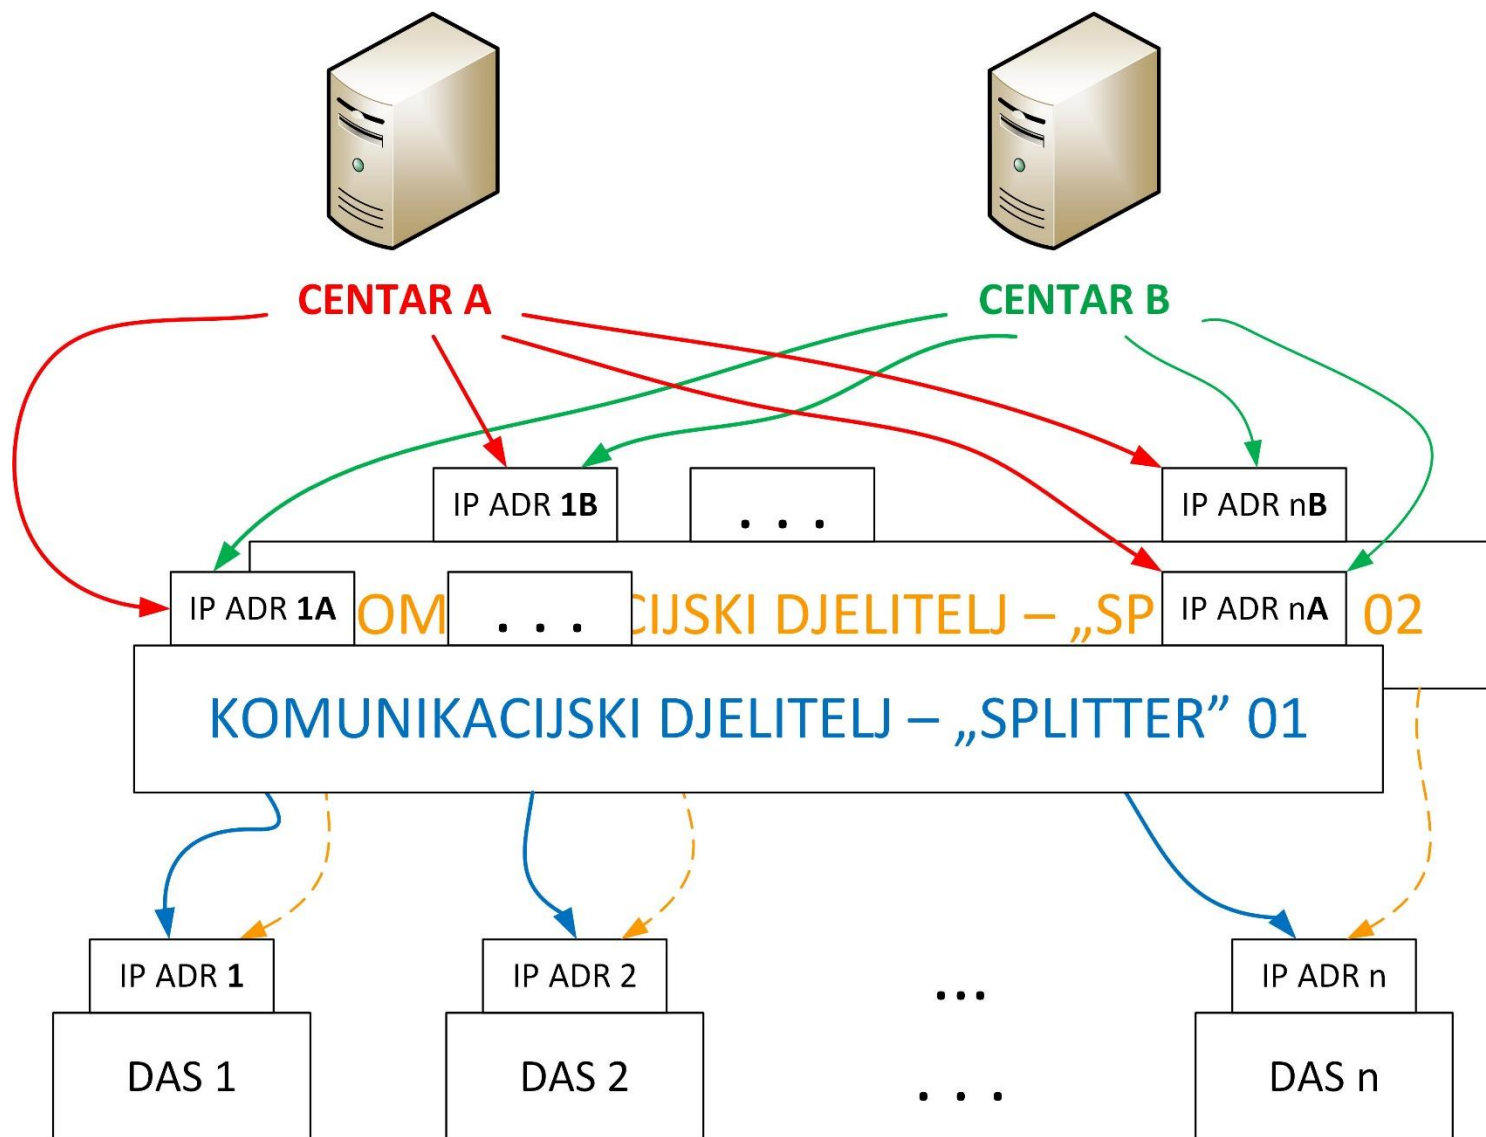 CENTAR A
CENTAR B
IP ADR 1B
. . .
IP ADR nB
IP ADR 1A
. . .
IP ADR nA
OM CIJSKI DJELITELJ – „SP 02
KOMUNIKACIJSKI DJELITELJ – „SPLITTER” 01
IP ADR 1
IP ADR 2
...
IP ADR n
DAS 1
DAS 2
. . .
DAS n